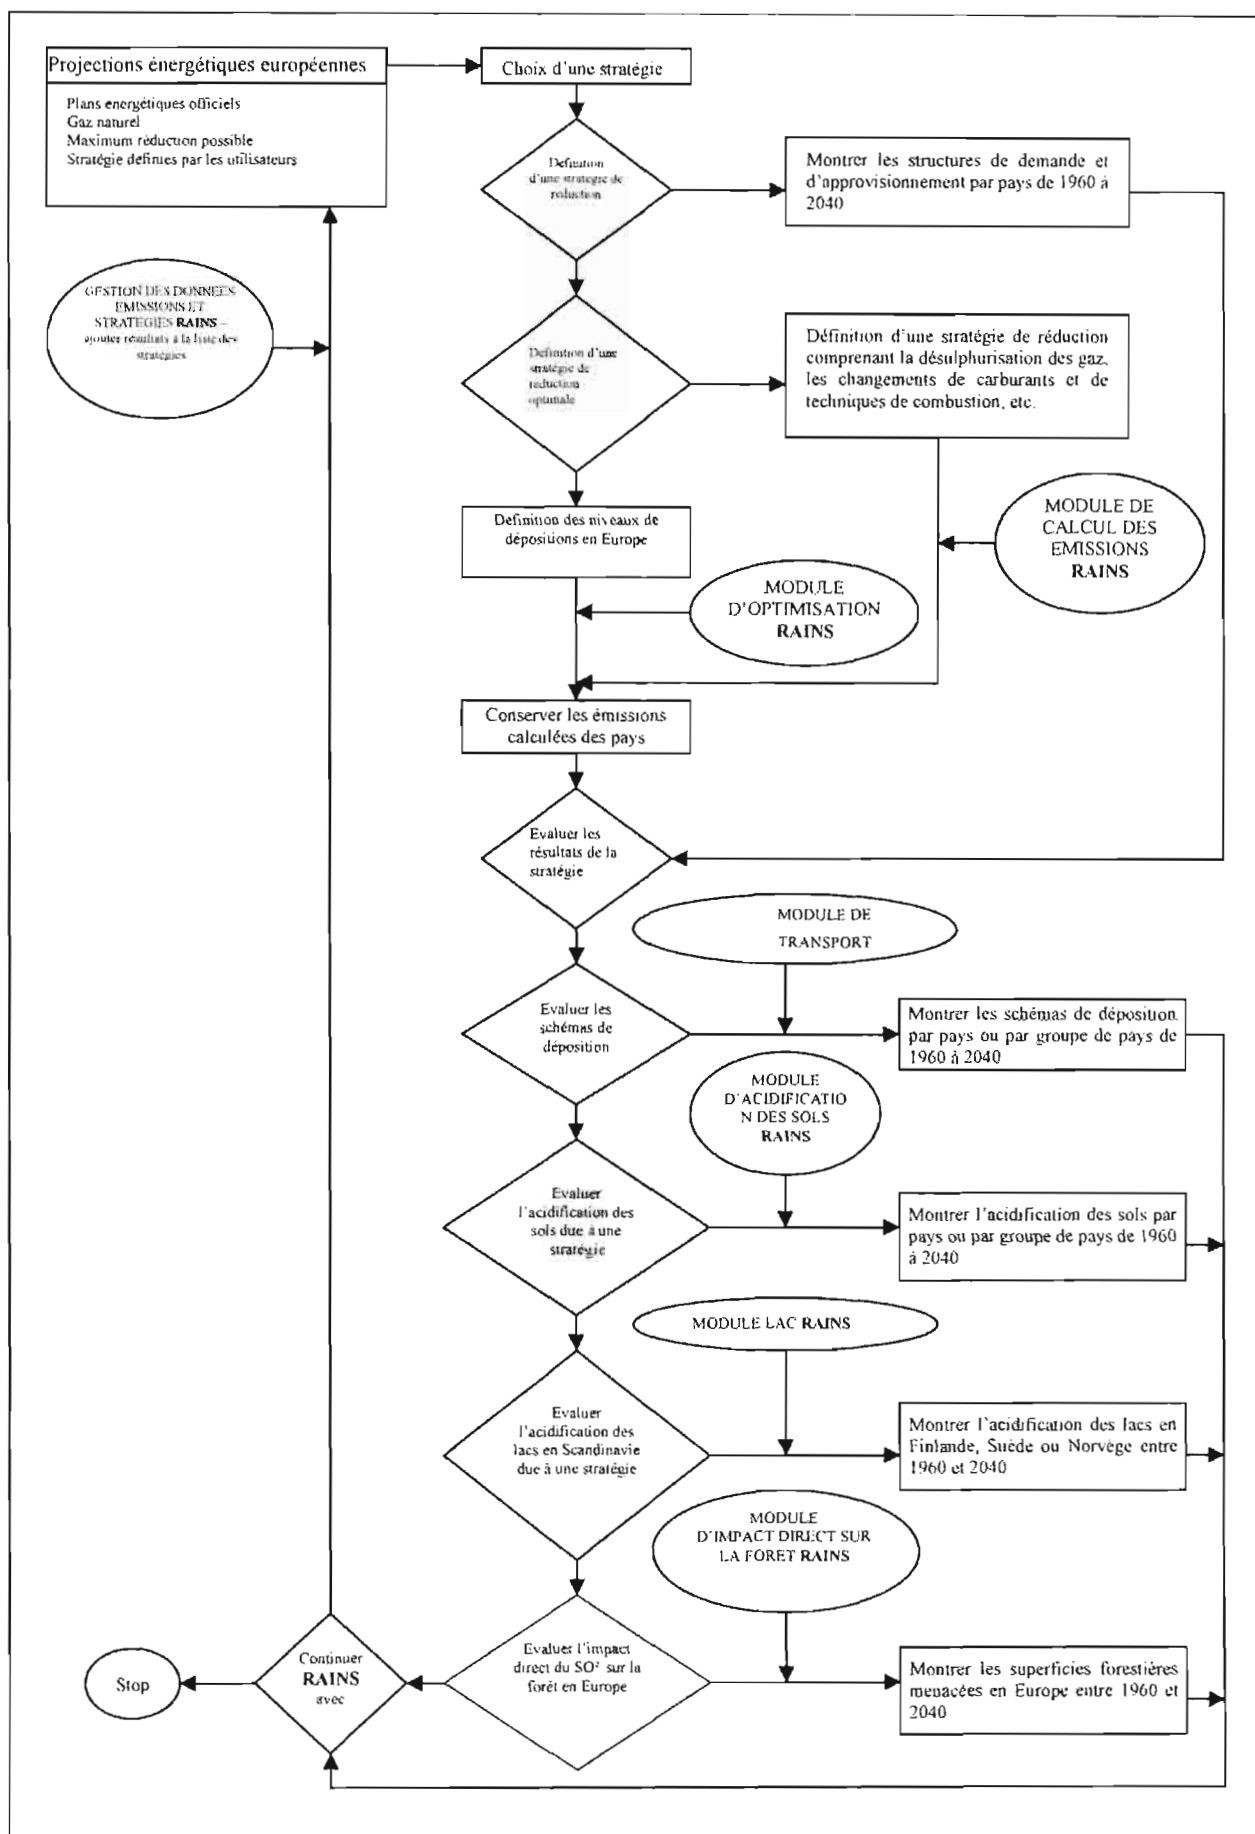 Projections énergétiques européennes
Plans energétiques officiels
Gaz naturel
Maximum réduction possible
Stratégie definues par les utilisateurs
Choix d'une stratégie
Definition
d'une strategie de
reduction
Montrer les structures de demande et
d'approvisionnement par pays de 1960 à
2040
GESTION DES DONNEES
EMISSIONS ET
STRATEGIES RAINS –
ajouter résultats à la liste des
stratégies
Definition d'une
stratégie de
réduction
optimale
Définition d'une stratégie de réduction
comprenant la désulphurisation des gaz,
les changements de carburants et de
techniques de combustion, etc.
Definition des niveaux de
dépositions en Europe
MODULE DE
CALCUL DES
EMISSIONS
RAINS
MODULE
D'OPTIMISATION
RAINS
Conserver les émissions
calculées des pays
Evaluer les
résultats de la
stratégie
MODULE DE
TRANSPORT
Evaluer les
schémas de
déposition
Montrer les schémas de déposition
par pays ou par groupe de pays de
1960 à 2040
MODULE
D'ACIDIFICATIO
N DES SOLS
RAINS
Evaluer
l'acidification des
sols due à une
stratégie
Montrer l'acidification des sols par
pays ou par groupe de pays de 1960
à 2040
MODULE LAC RAINS
Evaluer
l'acidification des
lacs en Scandinavie
due à une stratégie
Montrer l'acidification des lacs en
Finlande, Suède ou Norvège entre
1960 et 2040
MODULE
D'IMPACT DIRECT SUR
LA FORET RAINS
Evaluer l'impact
direct du SO² sur la
forêt en Europe
Montrer les superficies forestières
menacées en Europe entre 1960 et
2040
Continuer
RAINS
avec
Stop